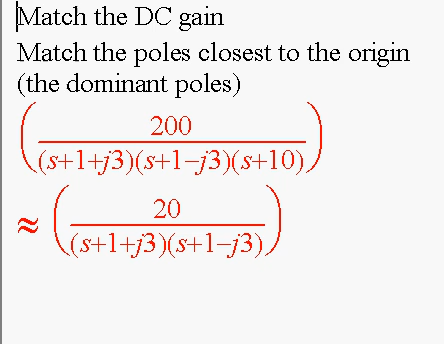 Match the DC gain
Match the poles closest to the origin
(the dominant poles)
200
(s+1+j3)(s+1−j3)(s+10)
≈
20
(s+1+j3)(s+1−j3)